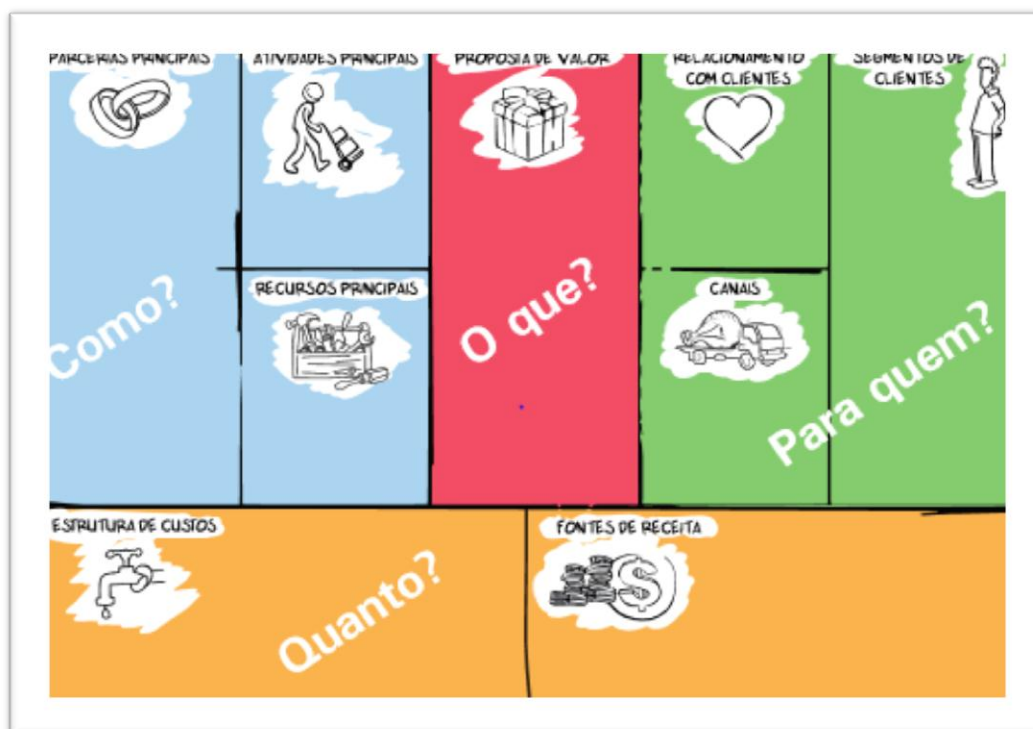 PARCERIAS PRINCIPAIS
ATIVIDADES PRINCIPAIS
PROPOSTA DE VALOR
RELACIONAMENTO
COM CLIENTES
SEGMENTOS DE
CLIENTES
Como?
RECURSOS PRINCIPAIS
O que?
CANAIS
Para quem?
ESTRUTURA DE CUSTOS
Quanto?
FONTES DE RECEITA
$